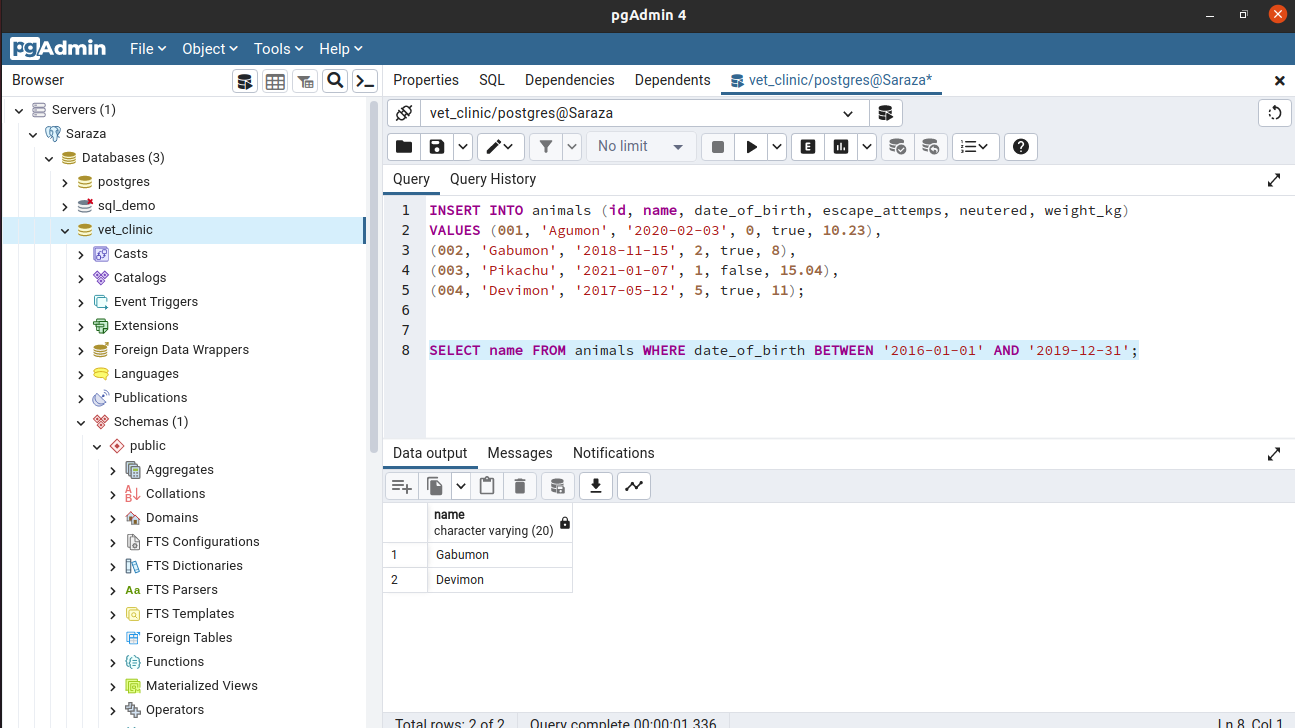 pgAdmin 4
pgAdmin File Object Tools Help
Browser
Properties SQL Dependencies Dependents vet_clinic/postgres@Saraza*
Servers (1)
Saraza
Databases (3)
postgres
sql_demo
vet_clinic
Casts
Catalogs
Event Triggers
Extensions
Foreign Data Wrappers
Languages
Publications
Schemas (1)
public
Aggregates
Collations
Domains
FTS Configurations
FTS Dictionaries
Aa FTS Parsers
FTS Templates
Foreign Tables
Functions
Materialized Views
Operators
vet_clinic/postgres@Saraza
No limit
E
Query Query History
1 INSERT INTO animals (id, name, date_of_birth, escape_attemps, neutered, weight_kg)
2 VALUES (001, 'Agumon', '2020-02-03', 0, true, 10.23),
3 (002, 'Gabumon', '2018-11-15', 2, true, 8),
4 (003, 'Pikachu', '2021-01-07', 1, false, 15.04),
5 (004, 'Devimon', '2017-05-12', 5, true, 11);
6
7
8 SELECT name FROM animals WHERE date_of_birth BETWEEN '2016-01-01' AND '2019-12-31';
Data output Messages Notifications
name
character varying (20)
1 Gabumon
2 Devimon
Total rows: 2 of 2 Query complete 00:00:01.336 Ln 8, Col 1